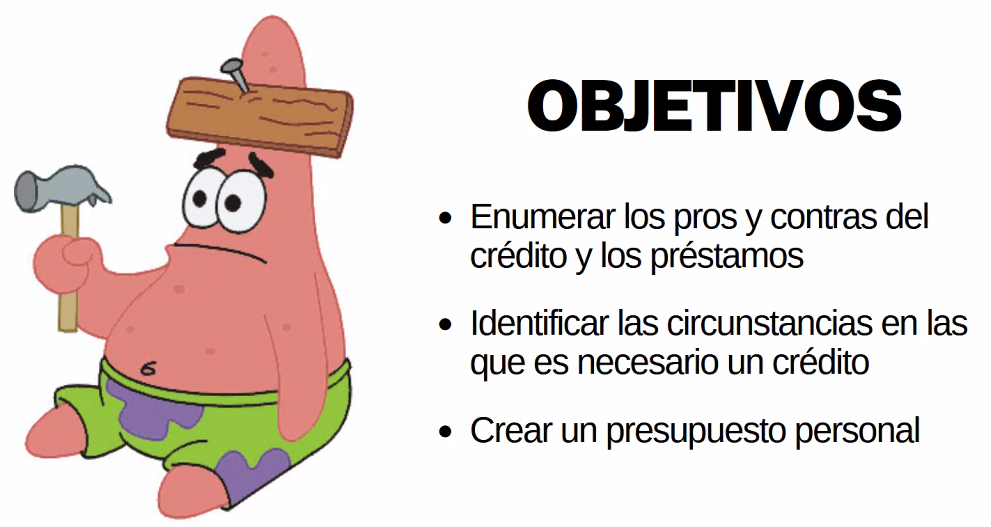 OBJETIVOS
• Enumerar los pros y contras del
crédito y los préstamos
• Identificar las circunstancias en las
que es necesario un crédito
• Crear un presupuesto personal